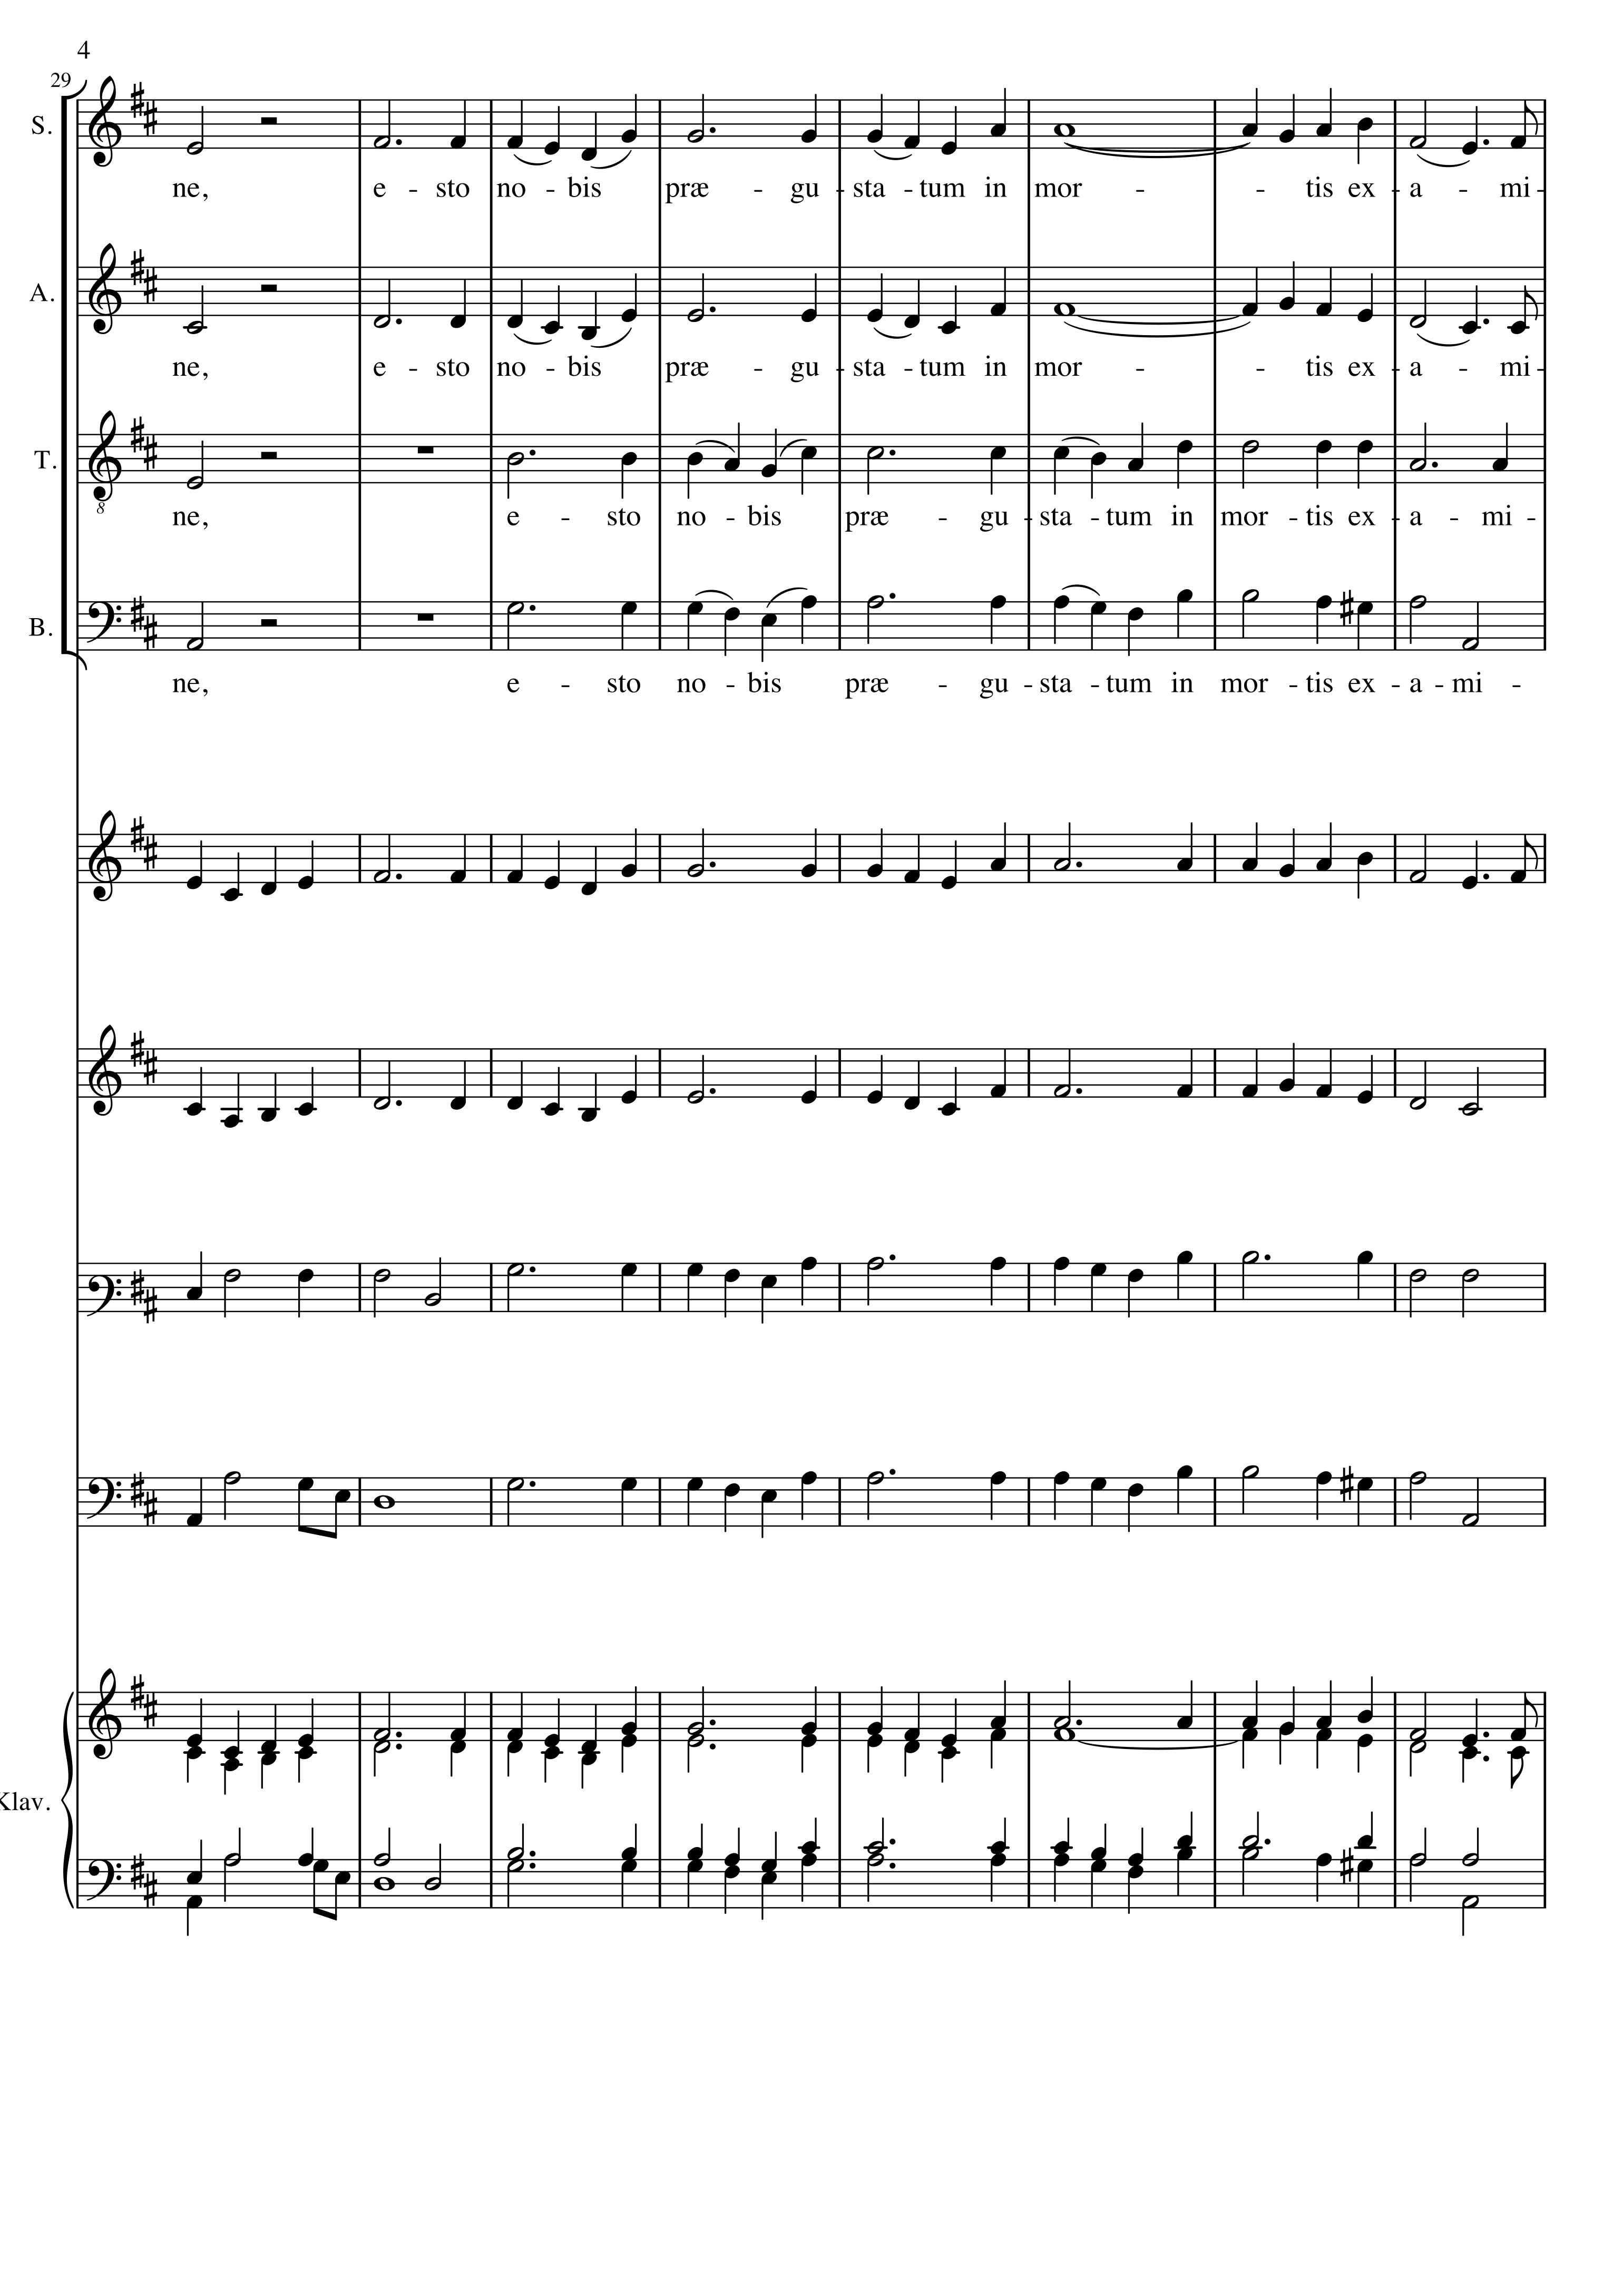 4
29
S.
ne, e - sto no - bis præ - gu - sta - tum in mor - - tis ex - a - mi -
A.
ne, e - sto no - bis præ - gu - sta - tum in mor - - tis ex - a - mi -
T.
8
ne, e - sto no - bis præ - gu - sta - tum in mor - tis ex - a - mi -
B.
ne, e - sto no - bis præ - gu - sta - tum in mor - tis ex - a - mi -
Klav.